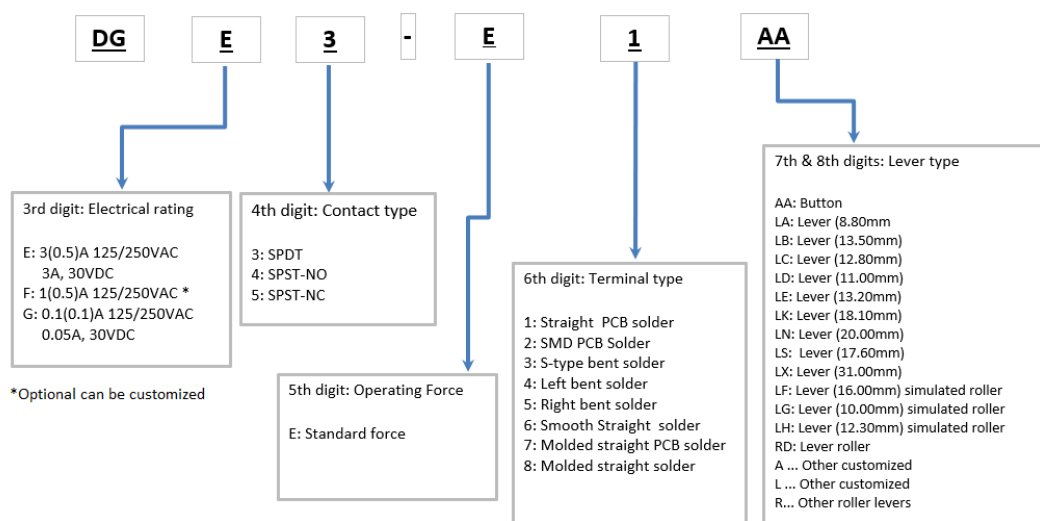 DG E 3 - E 1 AA
3rd digit: Electrical rating
E: 3(0.5)A 125/250VAC
3A, 30VDC
F: 1(0.5)A 125/250VAC *
G: 0.1(0.1)A 125/250VAC
0.05A, 30VDC
*Optional can be customized
4th digit: Contact type
3: SPDT
4: SPST-NO
5: SPST-NC
5th digit: Operating Force
E: Standard force
6th digit: Terminal type
1: Straight PCB solder
2: SMD PCB Solder
3: S-type bent solder
4: Left bent solder
5: Right bent solder
6: Smooth Straight solder
7: Molded straight PCB solder
8: Molded straight solder
7th & 8th digits: Lever type
AA: Button
LA: Lever (8.80mm
LB: Lever (13.50mm)
LC: Lever (12.80mm)
LD: Lever (11.00mm)
LE: Lever (13.20mm)
LK: Lever (18.10mm)
LN: Lever (20.00mm)
LS: Lever (17.60mm)
LX: Lever (31.00mm)
LF: Lever (16.00mm) simulated roller
LG: Lever (10.00mm) simulated roller
LH: Lever (12.30mm) simulated roller
RD: Lever roller
A ... Other customized
L ... Other customized
R... Other roller levers